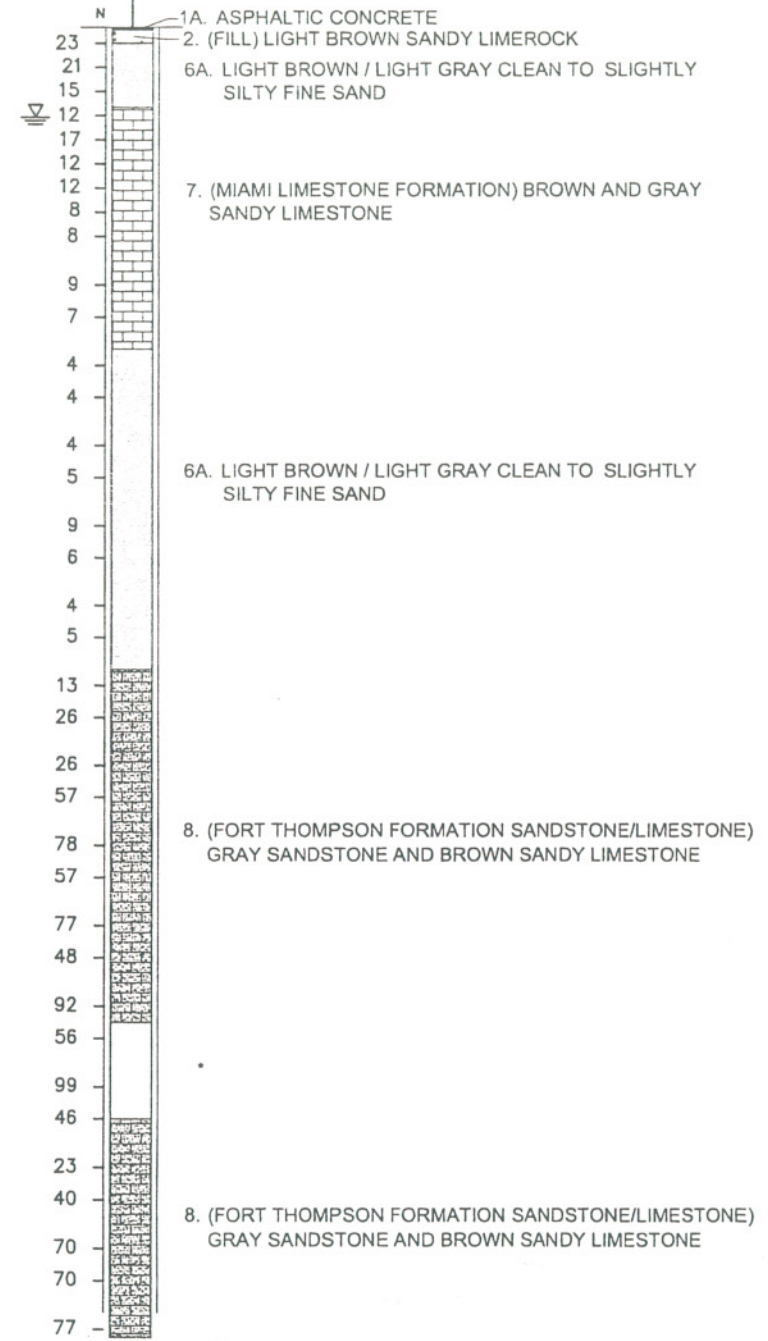 N
1A. ASPHALTIC CONCRETE
23
2. (FILL) LIGHT BROWN SANDY LIMEROCK
21
6A. LIGHT BROWN / LIGHT GRAY CLEAN TO SLIGHTLY
15
SILTY FINE SAND
12
17
12
12
7. (MIAMI LIMESTONE FORMATION) BROWN AND GRAY
8
SANDY LIMESTONE
8
9
7
4
4
4
5
6A. LIGHT BROWN / LIGHT GRAY CLEAN TO SLIGHTLY
SILTY FINE SAND
9
6
4
5
13
26
26
57
8. (FORT THOMPSON FORMATION SANDSTONE/LIMESTONE)
78
GRAY SANDSTONE AND BROWN SANDY LIMESTONE
57
77
48
92
56
99
46
23
40
8. (FORT THOMPSON FORMATION SANDSTONE/LIMESTONE)
GRAY SANDSTONE AND BROWN SANDY LIMESTONE
70
70
77